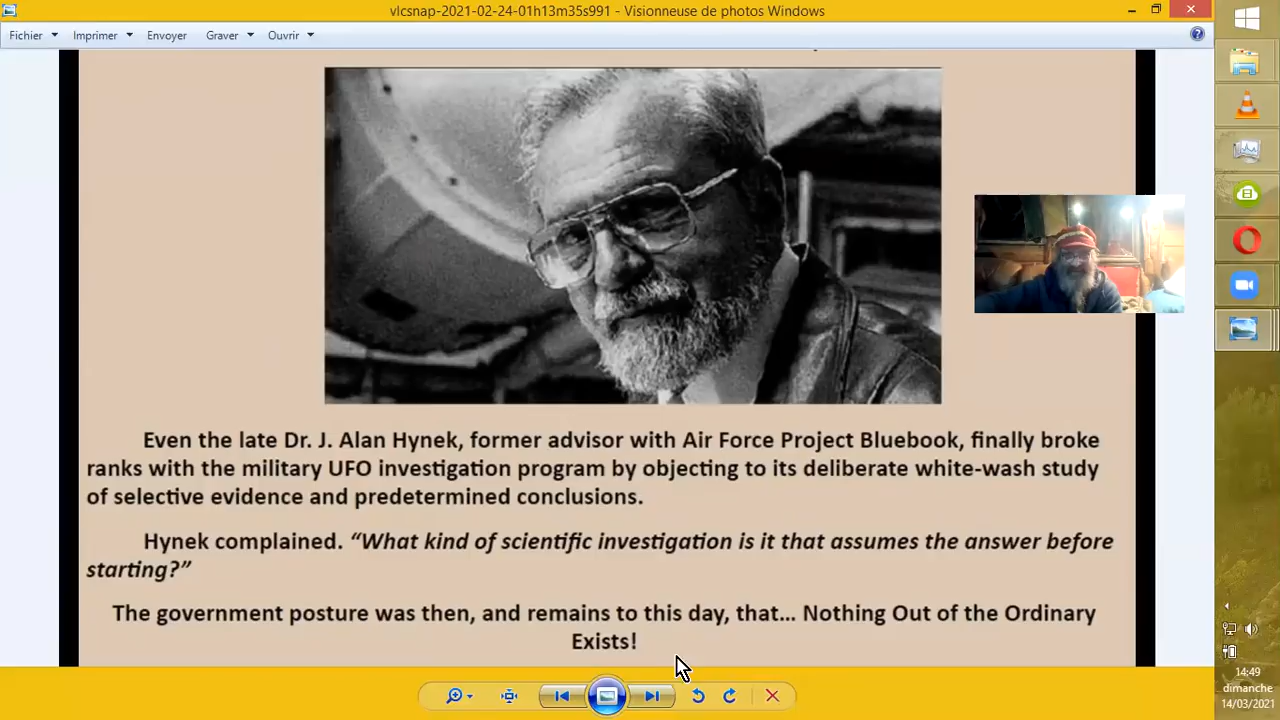 vlcsnap-2021-02-24-01h13m35s991 - Visionneuse de photos Windows
Fichier Imprimer Envoyer Graver Ouvrir
Even the late Dr. J. Alan Hynek, former advisor with Air Force Project Bluebook, finally broke
ranks with the military UFO investigation program by objecting to its deliberate white-wash study
of selective evidence and predetermined conclusions.
Hynek complained. “What kind of scientific investigation is it that assumes the answer before
starting?”
The government posture was then, and remains to this day, that... Nothing Out of the Ordinary
Exists!
14:49
dimanche
14/03/2021